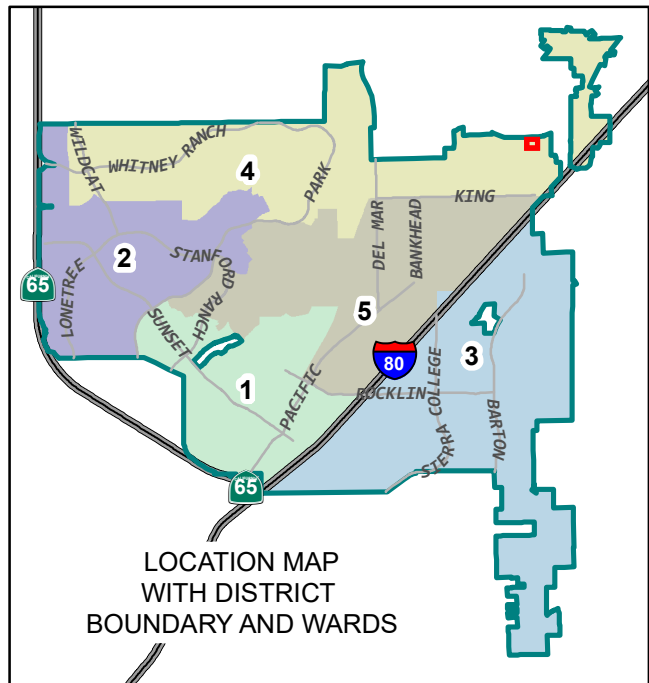 WILDCAT
WHITNEY RANCH
4
PARK
KING
DEL MAR
BANKHEAD
2
STANFORD RANCH
65
LONETREE
SUNSET
5
80
3
1
PACIFIC
ROCKLIN
SIERRA COLLEGE
BARTON
65
LOCATION MAP
WITH DISTRICT
BOUNDARY AND WARDS